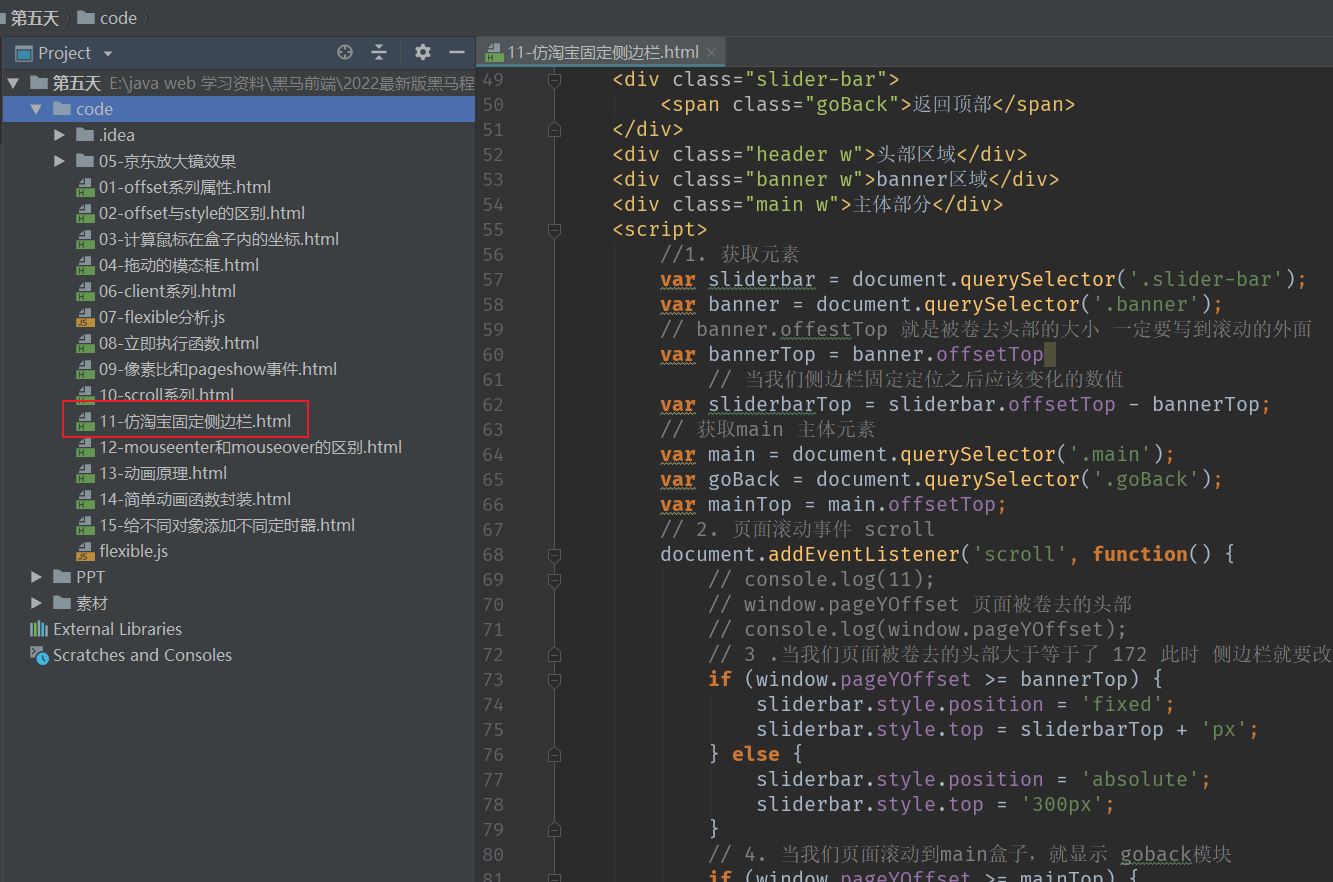 第五天 code
Project
第五天 E:\java web 学习资料\黑马前端\2022最新版黑马程
code
.idea
05-京东放大镜效果
01-offset系列属性.html
02-offset与style的区别.html
03-计算鼠标在盒子内的坐标.html
04-拖动的模态框.html
06-client系列.html
07-flexible分析.js
08-立即执行函数.html
09-像素比和pageshow事件.html
10-scroll系列.html
11-仿淘宝固定侧边栏.html
12-mouseenter和mouseover的区别.html
13-动画原理.html
14-简单动画函数封装.html
15-给不同对象添加不同定时器.html
flexible.js
PPT
素材
External Libraries
Scratches and Consoles
11-仿淘宝固定侧边栏.html
49 <div class="slider-bar">
50 <span class="goBack">返回顶部</span>
51 </div>
52 <div class="header w">头部区域</div>
53 <div class="banner w">banner区域</div>
54 <div class="main w">主体部分</div>
55 <script>
56 //1. 获取元素
57 var sliderbar = document.querySelector('.slider-bar');
58 var banner = document.querySelector('.banner');
59 // banner.offestTop 就是被卷去头部的大小 一定要写到滚动的外面
60 var bannerTop = banner.offsetTop
61 // 当我们侧边栏固定定位之后应该变化的数值
62 var sliderbarTop = sliderbar.offsetTop - bannerTop;
63 // 获取main 主体元素
64 var main = document.querySelector('.main');
65 var goBack = document.querySelector('.goBack');
66 var mainTop = main.offsetTop;
67 // 2. 页面滚动事件 scroll
68 document.addEventListener('scroll', function() {
69 // console.log(11);
70 // window.pageYOffset 页面被卷去的头部
71 // console.log(window.pageYOffset);
72 // 3 .当我们页面被卷去的头部大于等于了 172 此时 侧边栏就要改
73 if (window.pageYOffset >= bannerTop) {
74 sliderbar.style.position = 'fixed';
75 sliderbar.style.top = sliderbarTop + 'px';
76 } else {
77 sliderbar.style.position = 'absolute';
78 sliderbar.style.top = '300px';
79 }
80 // 4. 当我们页面滚动到main盒子，就显示 goback模块
81 if (window.pageYOffset >= mainTop) {